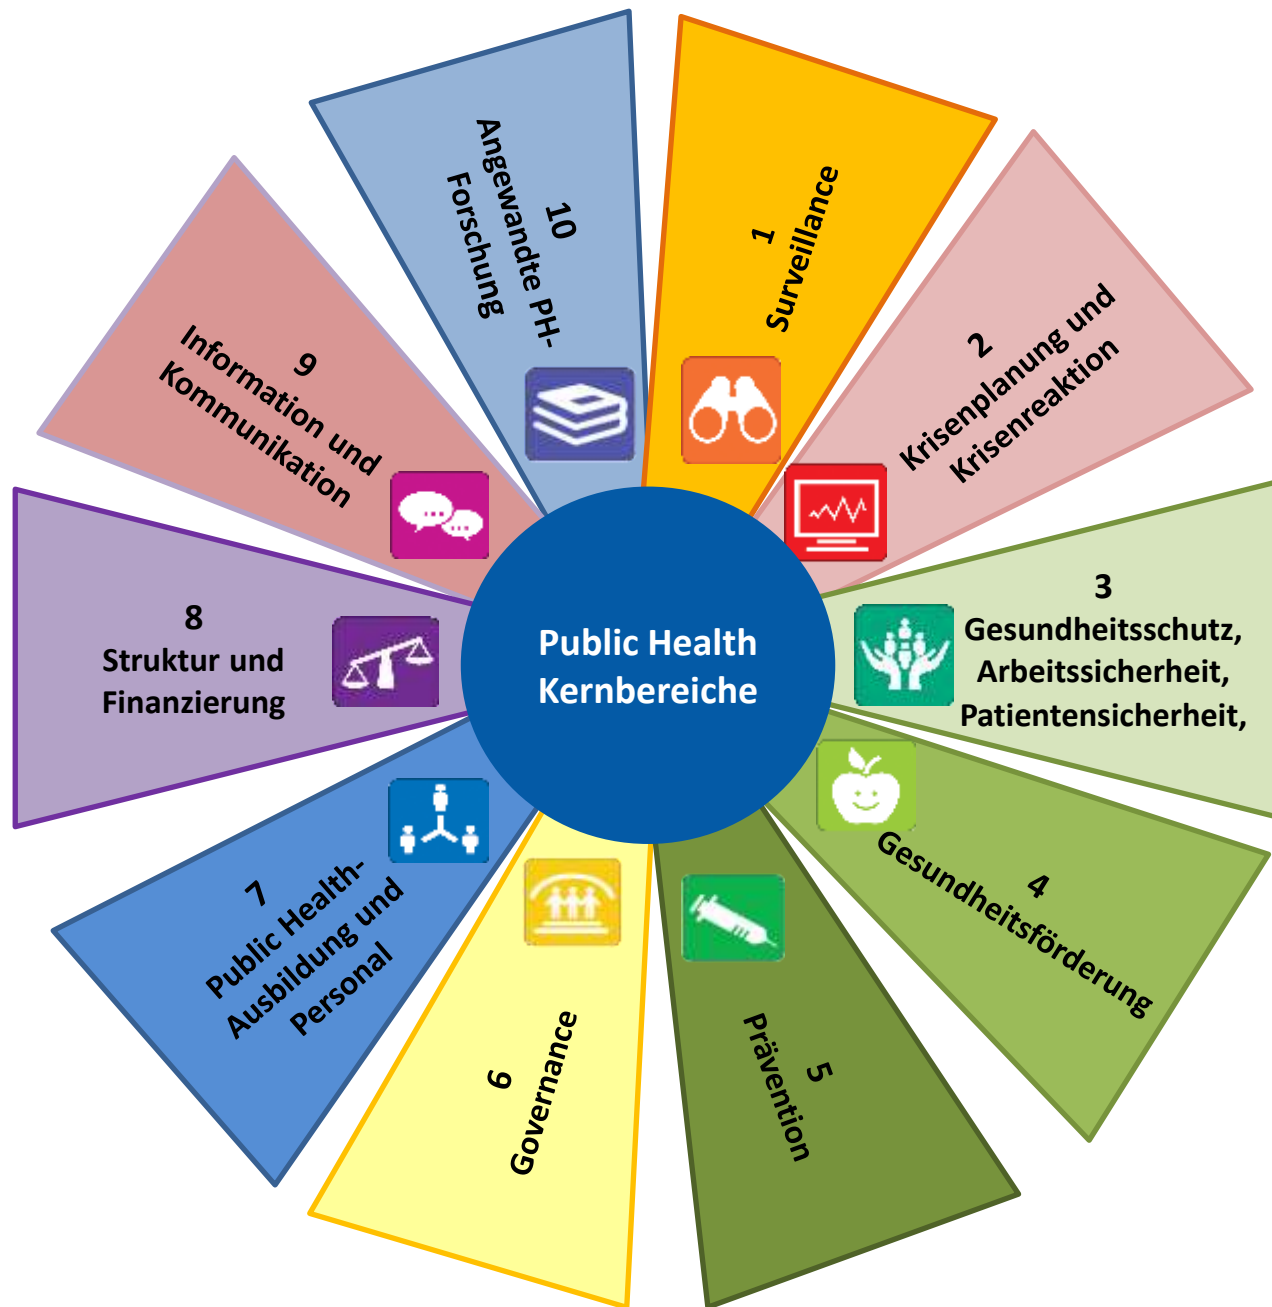 Public Health
Kernbereiche
1
Surveillance
2
Krisenplanung und
Krisenreaktion
3
Gesundheitsschutz,
Arbeitssicherheit,
Patientensicherheit,
4
Gesundheitsförderung
5
Prävention
6
Governance
7
Public Health-
Ausbildung und
Personal
8
Struktur und
Finanzierung
9
Information und
Kommunikation
10
Angewandte PH-
Forschung